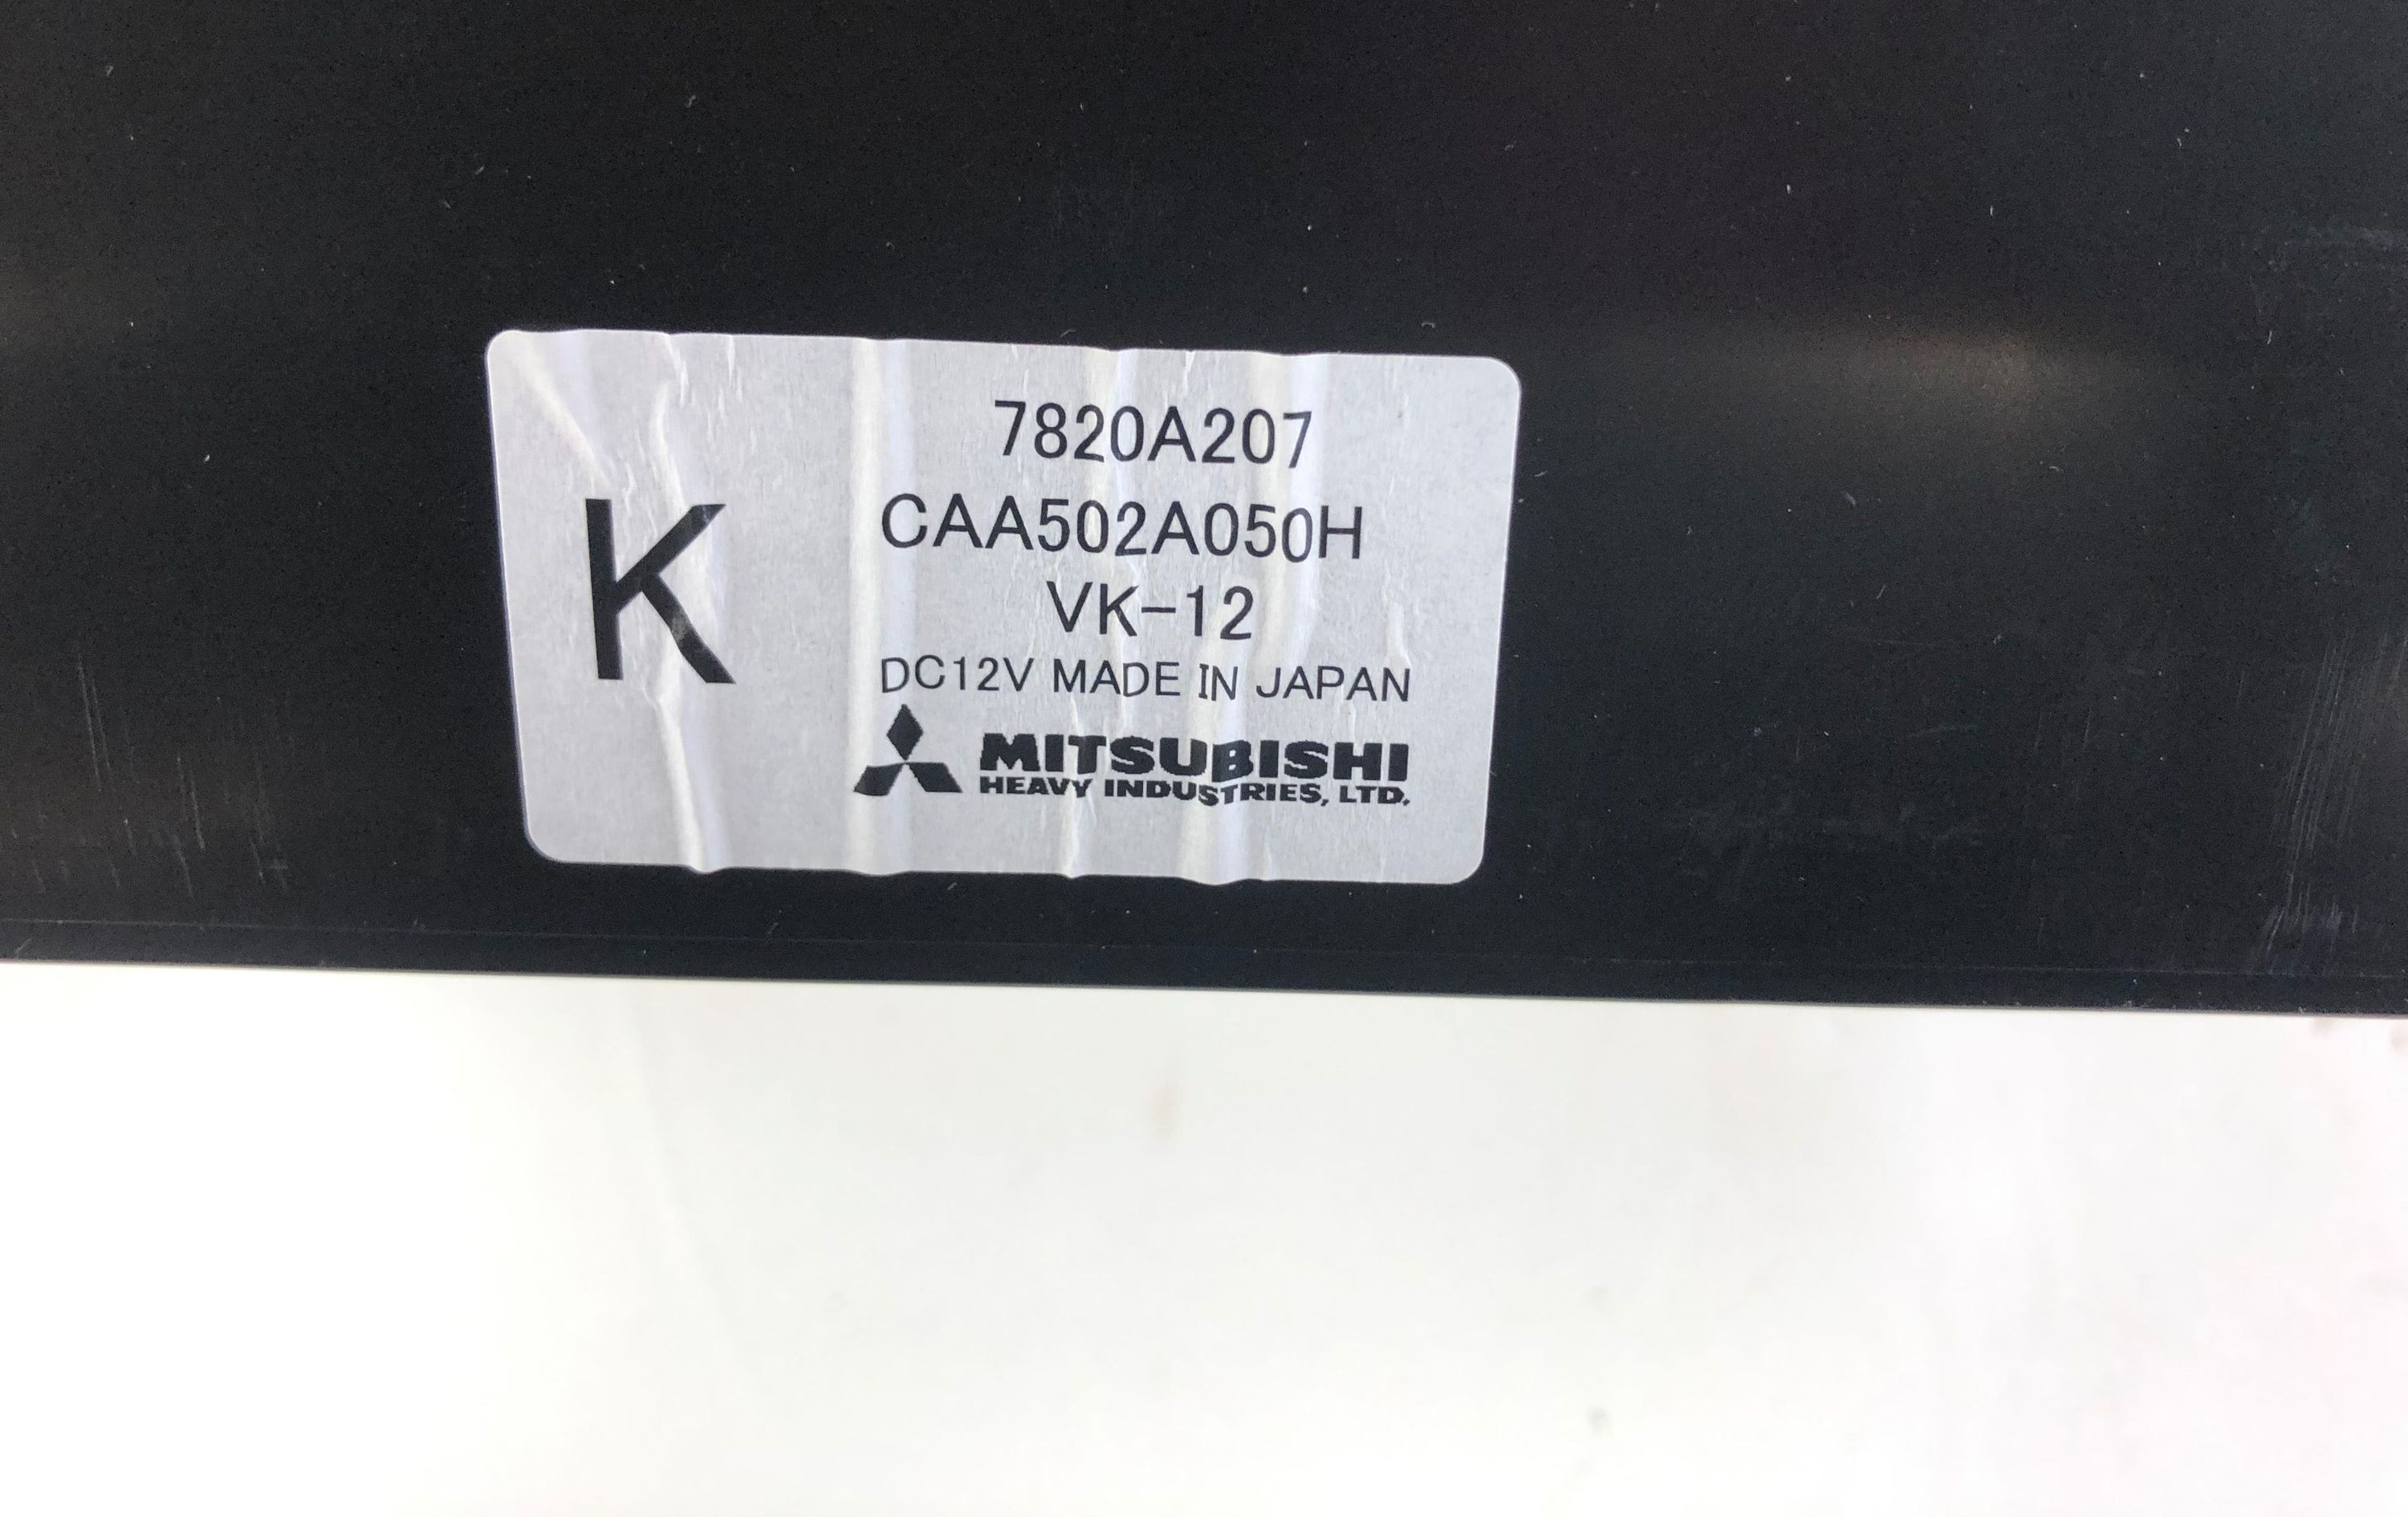 K
7820A207
CAA502A050H
VK-12
DC12V MADE IN JAPAN
MITSUBISHI
HEAVY INDUSTRIES, LTD.